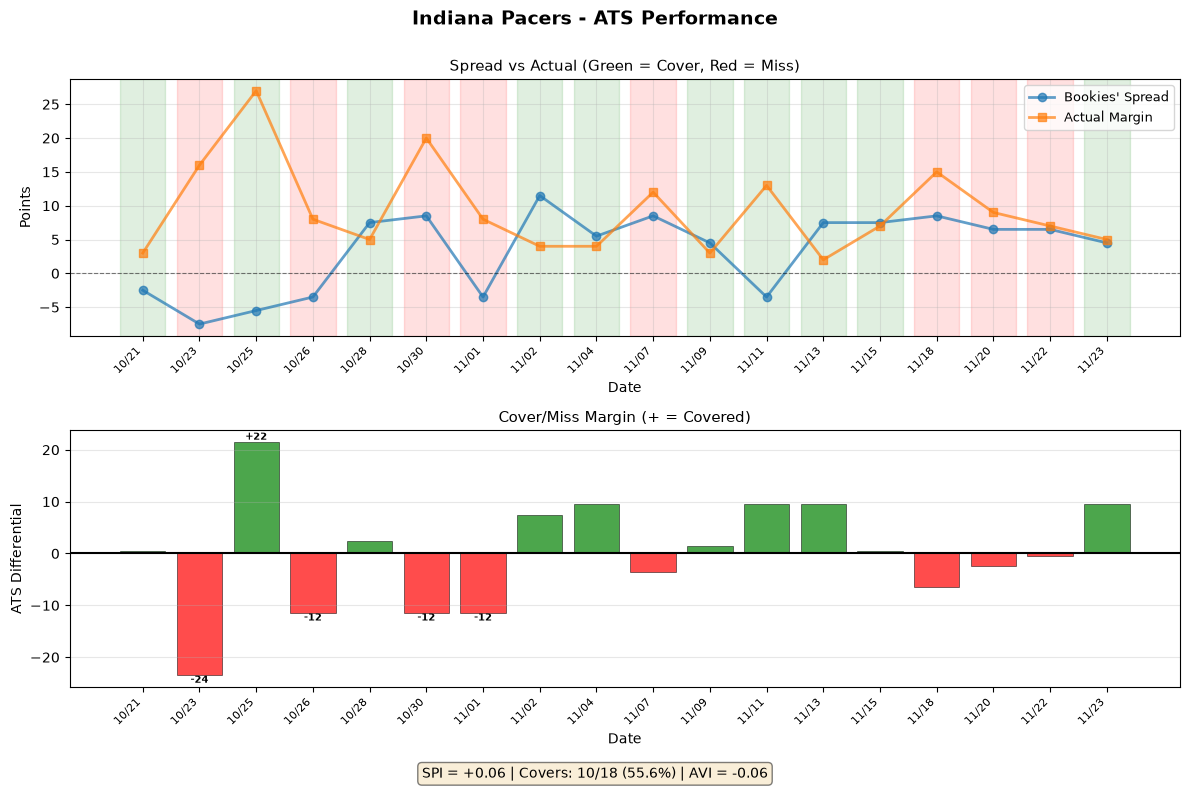 Indiana Pacers - ATS Performance
Spread vs Actual (Green = Cover, Red = Miss)
Bookies' Spread
Actual Margin
Points
25
20
15
10
5
0
−5
10/21 10/23 10/25 10/26 10/28 10/30 11/01 11/02 11/04 11/07 11/09 11/11 11/13 11/15 11/18 11/20 11/22 11/23
Date
Cover/Miss Margin (+ = Covered)
ATS Differential
20
10
0
−10
−20
+22
-12 -12 -12
-24
10/21 10/23 10/25 10/26 10/28 10/30 11/01 11/02 11/04 11/07 11/09 11/11 11/13 11/15 11/18 11/20 11/22 11/23
Date
SPI = +0.06 | Covers: 10/18 (55.6%) | AVI = -0.06